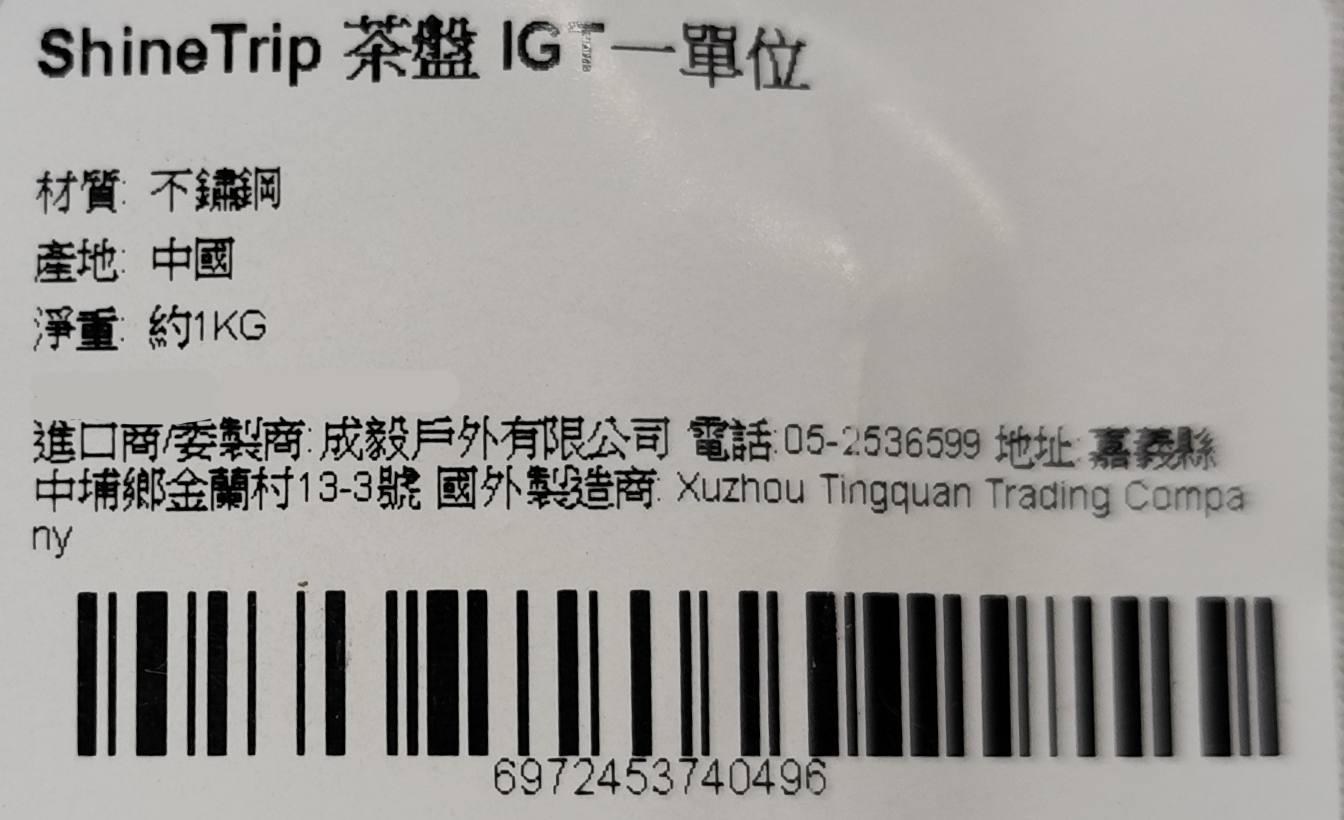 ShineTrip 茶盤 IGT一單位
材質: 不鏽鋼
產地: 中國
淨重: 約1KG
進口商/委製商: 成毅戶外有限公司 電話:05-2536599 地址:嘉義縣
中埔鄉金蘭村13-3號 國外製造商: Xuzhou Tingquan Trading Compa
ny
6972453740496